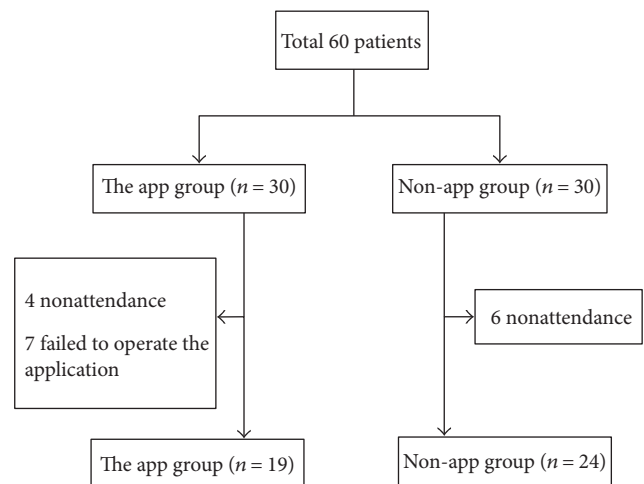 Total 60 patients
The app group (n = 30)
Non-app group (n = 30)
4 nonattendance
7 failed to operate the
application
6 nonattendance
The app group (n = 19)
Non-app group (n = 24)